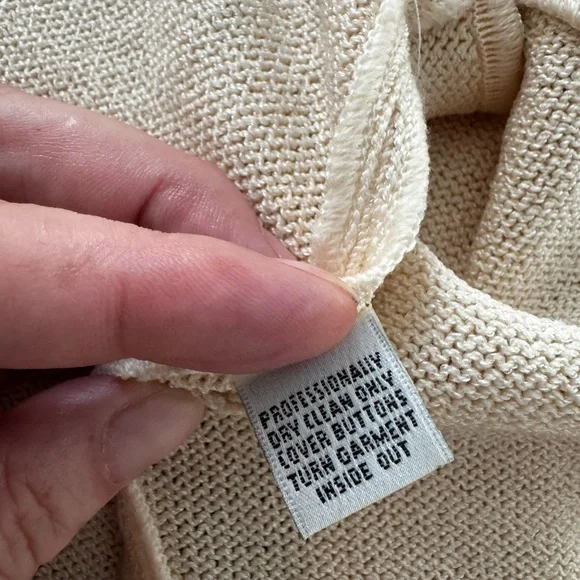 PROFESSIONALLY
DRY CLEAN ONLY
COVER BUTTONS
TURN GARMENT
INSIDE OUT